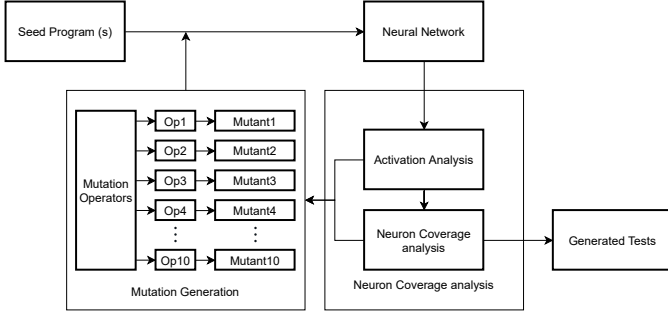 Seed Program (s)
Neural Network
Mutation
Operators
Op1
Mutant1
Op2
Mutant2
Op3
Mutant3
Op4
Mutant4
Op10
Mutant10
Mutation Generation
Activation Analysis
Neuron Coverage
analysis
Neuron Coverage analysis
Generated Tests